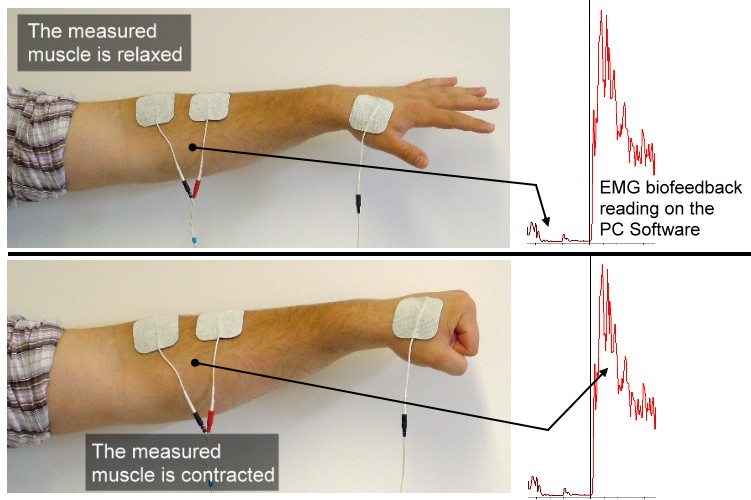 The measured
muscle is relaxed
EMG biofeedback
reading on the
PC Software
The measured
muscle is contracted